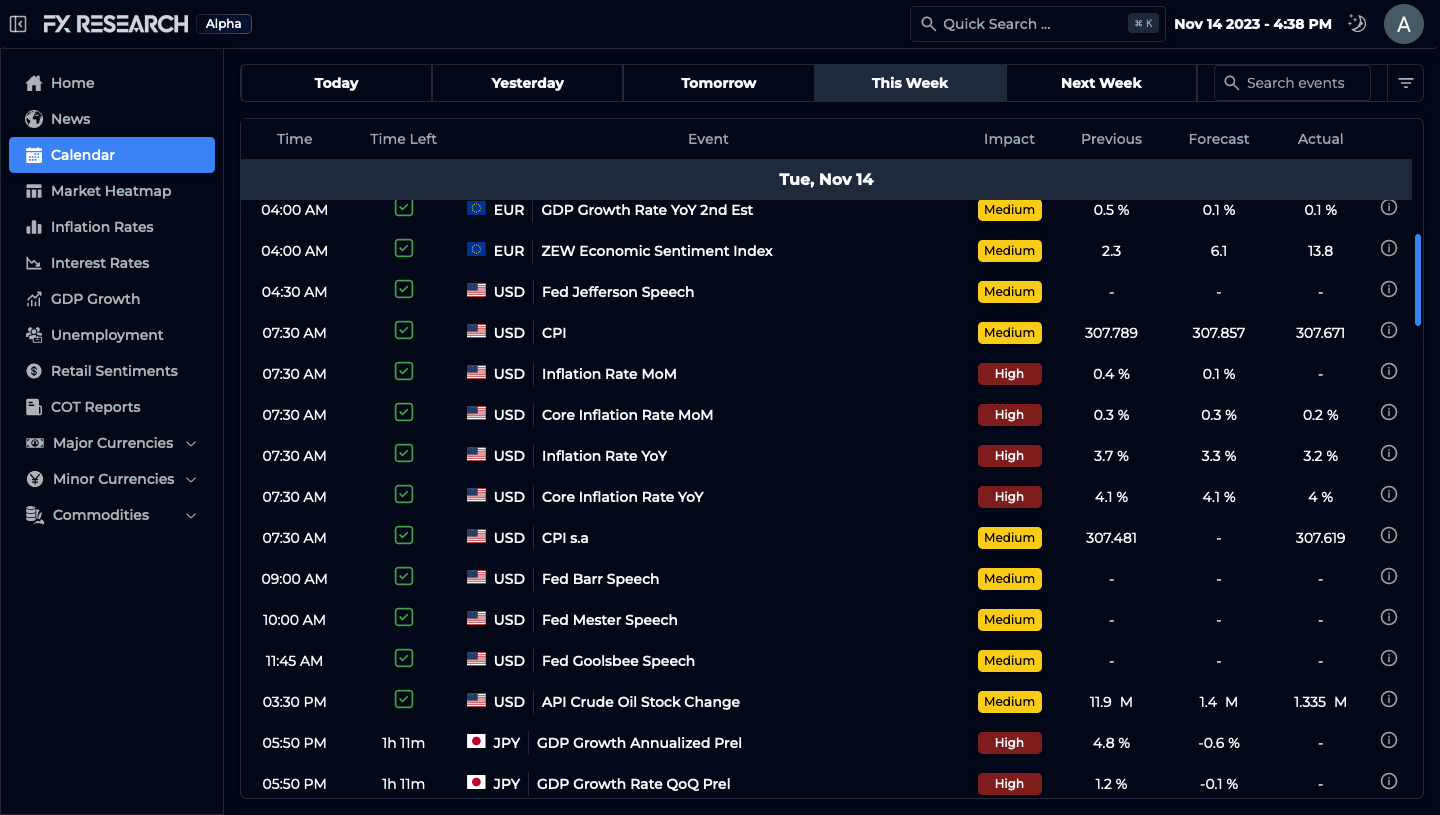 FX RESEARCH Alpha Quick Search ... ⌘ K Nov 14 2023 - 4:38 PM A
Home
News
Calendar
Market Heatmap
Inflation Rates
Interest Rates
GDP Growth
Unemployment
Retail Sentiments
COT Reports
Major Currencies
Minor Currencies
Commodities
Today Yesterday Tomorrow This Week Next Week Search events
Time Time Left Event Impact Previous Forecast Actual
Tue, Nov 14
04:00 AM EUR GDP Growth Rate YoY 2nd Est Medium 0.5 % 0.1 % 0.1 %
04:00 AM EUR ZEW Economic Sentiment Index Medium 2.3 6.1 13.8
04:30 AM USD Fed Jefferson Speech Medium - - -
07:30 AM USD CPI Medium 307.789 307.857 307.671
07:30 AM USD Inflation Rate MoM High 0.4 % 0.1 % -
07:30 AM USD Core Inflation Rate MoM High 0.3 % 0.3 % 0.2 %
07:30 AM USD Inflation Rate YoY High 3.7 % 3.3 % 3.2 %
07:30 AM USD Core Inflation Rate YoY High 4.1 % 4.1 % 4 %
07:30 AM USD CPI s.a Medium 307.481 - 307.619
09:00 AM USD Fed Barr Speech Medium - - -
10:00 AM USD Fed Mester Speech Medium - - -
11:45 AM USD Fed Goolsbee Speech Medium - - -
03:30 PM USD API Crude Oil Stock Change Medium 11.9 M 1.4 M 1.335 M
05:50 PM 1h 11m JPY GDP Growth Annualized Prel High 4.8 % -0.6 % -
05:50 PM 1h 11m JPY GDP Growth Rate QoQ Prel High 1.2 % -0.1 % -